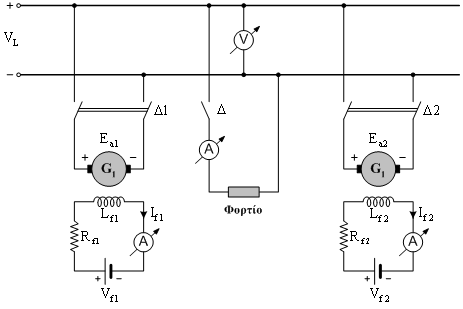 +
V
V_L
−
Δ1 Δ Δ2
E_a1 A E_a2
+ − + −
G_1 G_1
Φορτίο
L_f1 I_f1 L_f2 I_f2
R_f1 A R_f2 A
+ − + −
V_f1 V_f2